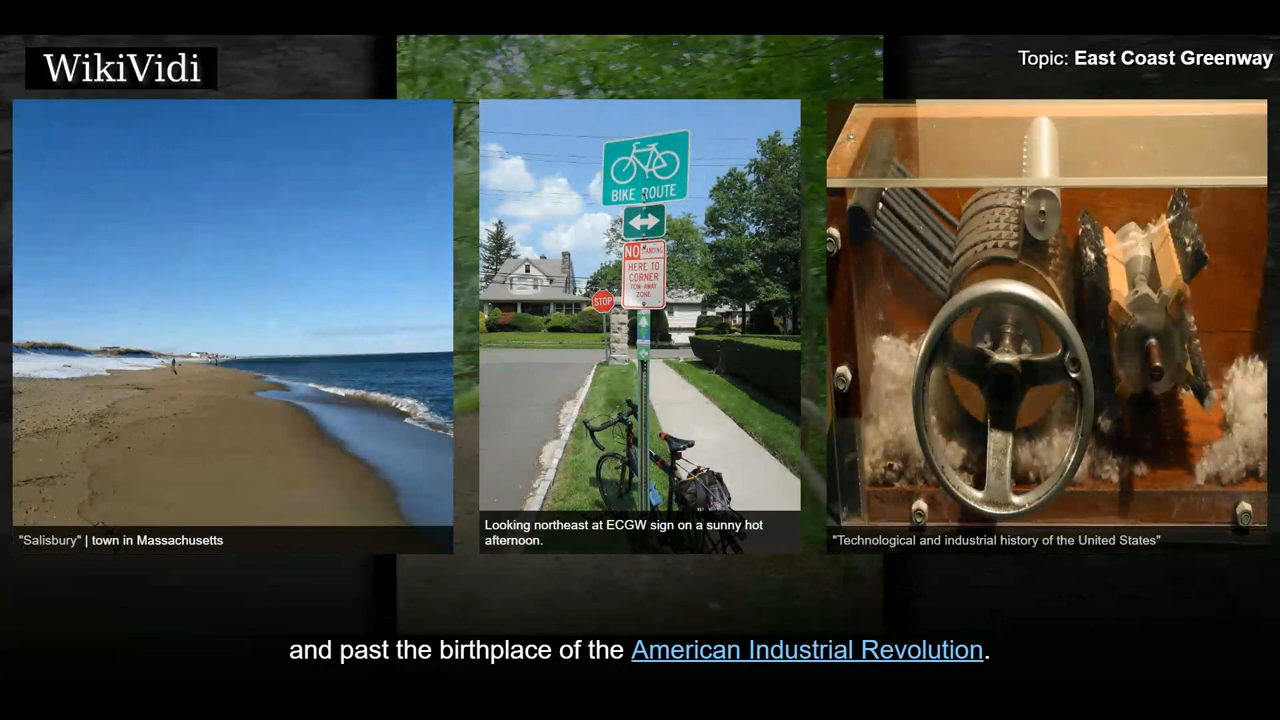 WikiVidi
Topic: East Coast Greenway
BIKE ROUTE
NO STANDING
HERE TO
CORNER
TOW-AWAY
ZONE
STOP
"Salisbury" | town in Massachusetts
Looking northeast at ECGW sign on a sunny hot
afternoon.
"Technological and industrial history of the United States"
and past the birthplace of the American Industrial Revolution.